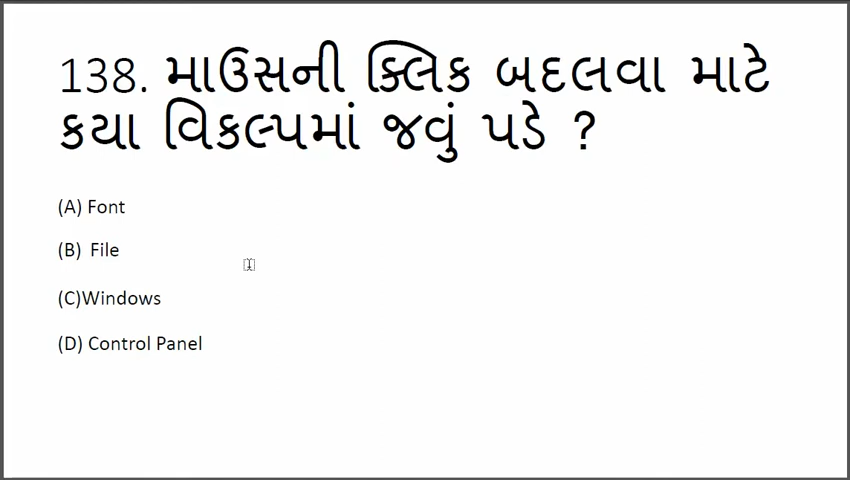 138. માઉસની ક્લિક બદલવા માટે
કયા વિકલ્પમાં જવું પડે ?
(A) Font
(B) File
(C)Windows
(D) Control Panel